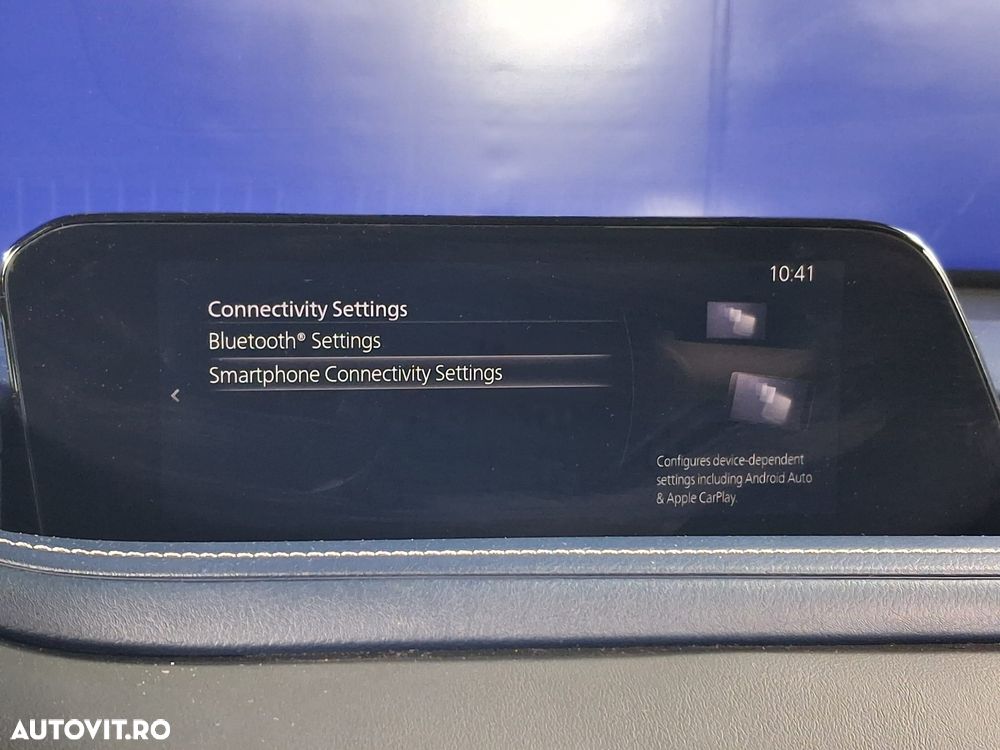 10:41
Connectivity Settings
Bluetooth® Settings
Smartphone Connectivity Settings
Configures device-dependent
settings including Android Auto
& Apple CarPlay.
AUTOVIT.RO